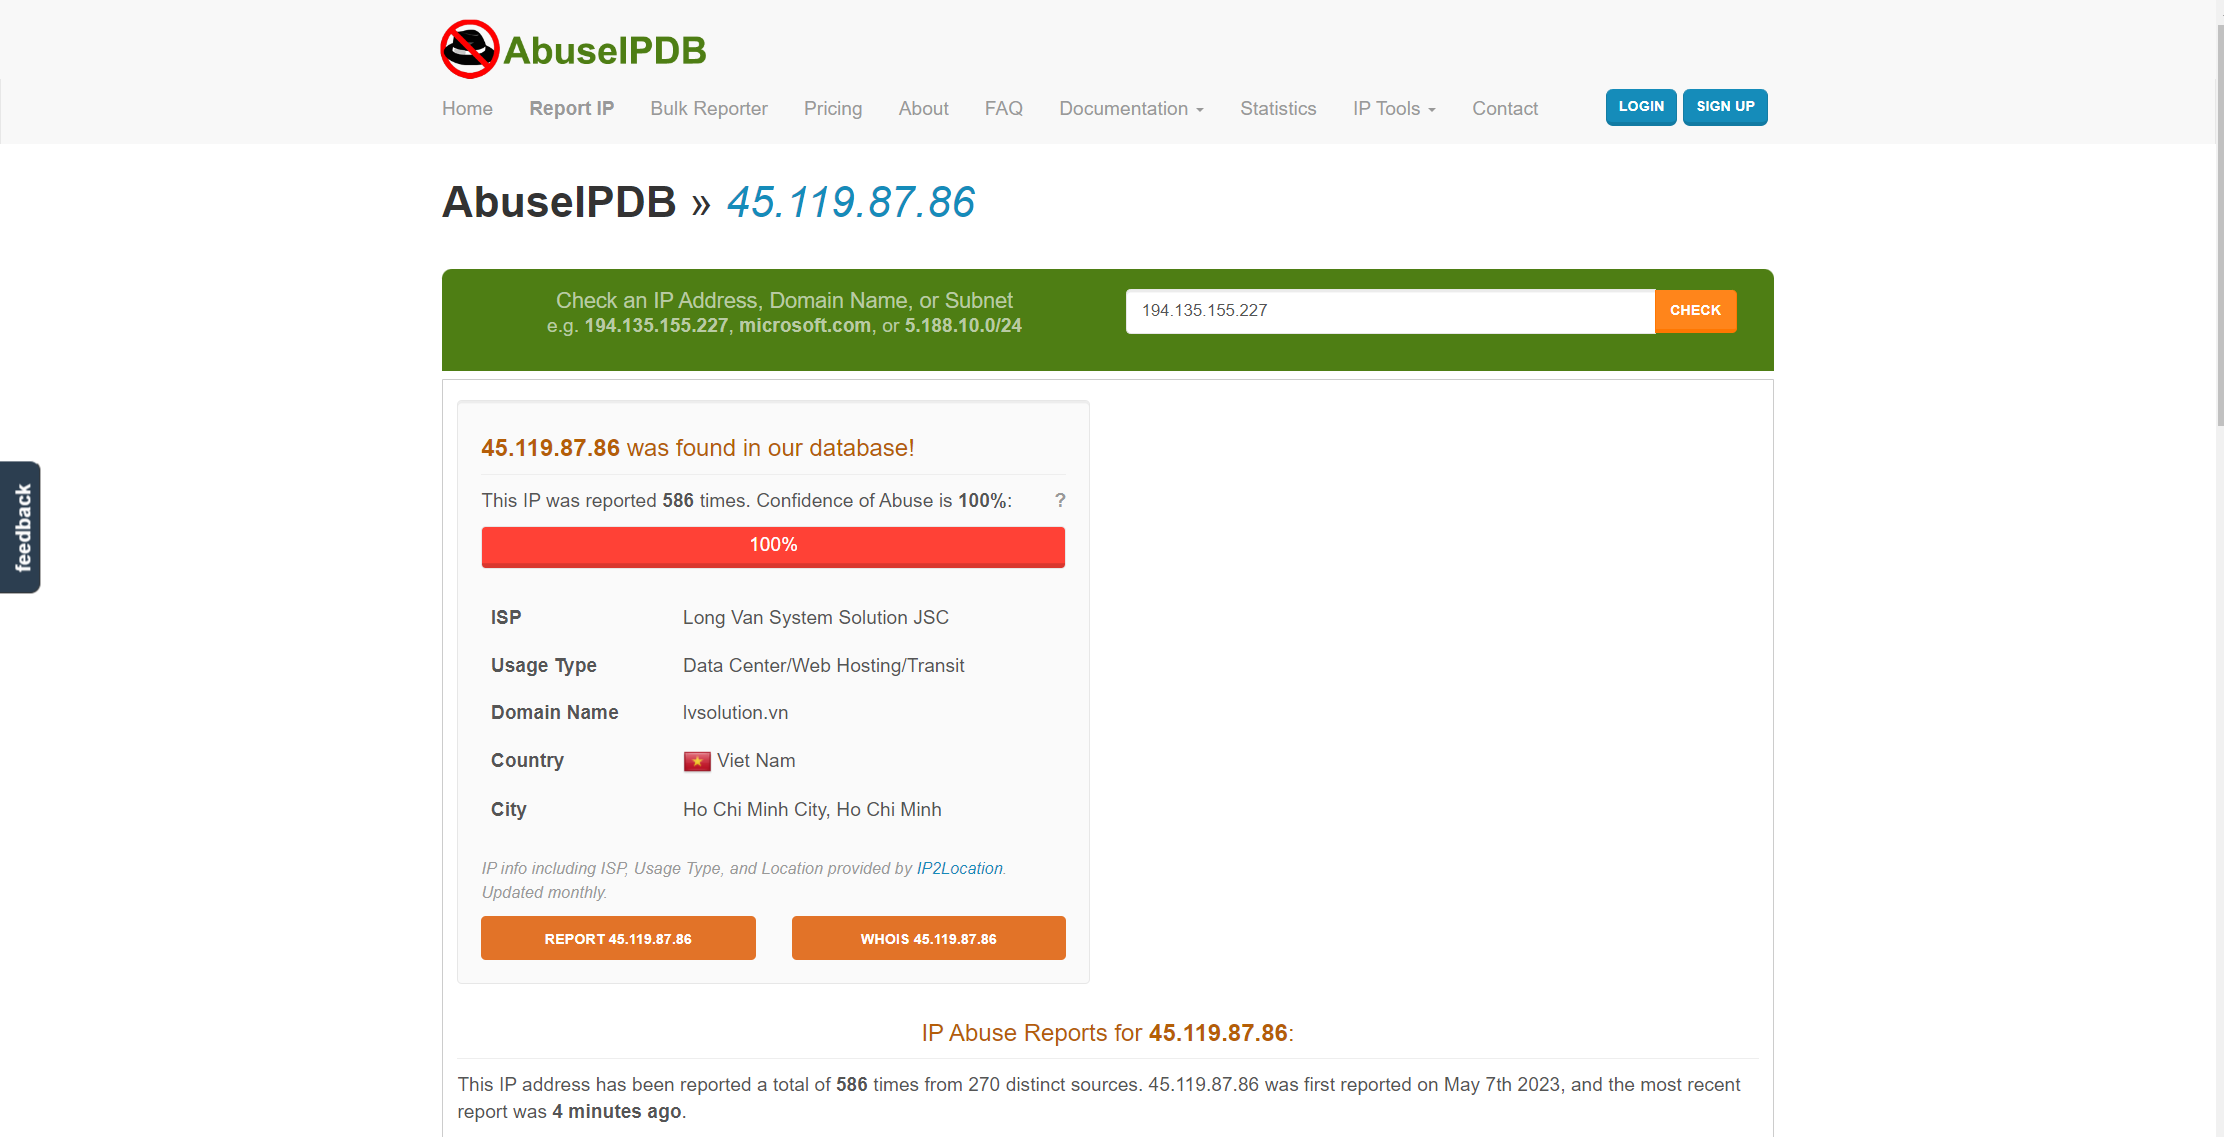 AbuseIPDB
Home Report IP Bulk Reporter Pricing About FAQ Documentation Statistics IP Tools Contact LOGIN SIGN UP
AbuseIPDB » 45.119.87.86
Check an IP Address, Domain Name, or Subnet
e.g. 194.135.155.227, microsoft.com, or 5.188.10.0/24
194.135.155.227 CHECK
45.119.87.86 was found in our database!
This IP was reported 586 times. Confidence of Abuse is 100%: ?
100%
ISP Long Van System Solution JSC
Usage Type Data Center/Web Hosting/Transit
Domain Name lvsolution.vn
Country Viet Nam
City Ho Chi Minh City, Ho Chi Minh
IP info including ISP, Usage Type, and Location provided by IP2Location.
Updated monthly.
REPORT 45.119.87.86 WHOIS 45.119.87.86
IP Abuse Reports for 45.119.87.86:
This IP address has been reported a total of 586 times from 270 distinct sources. 45.119.87.86 was first reported on May 7th 2023, and the most recent
report was 4 minutes ago.
feedback